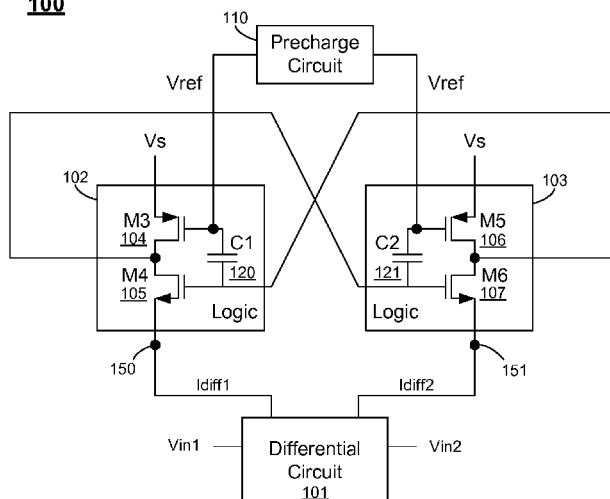 100
110
Precharge
Circuit
Vref
Vref
Vs
Vs
102
103
M3
104
C1
120
M4
105
Logic
C2
121
M5
106
M6
107
Logic
150
151
Idiff1
Idiff2
Vin1
Vin2
Differential
Circuit
101